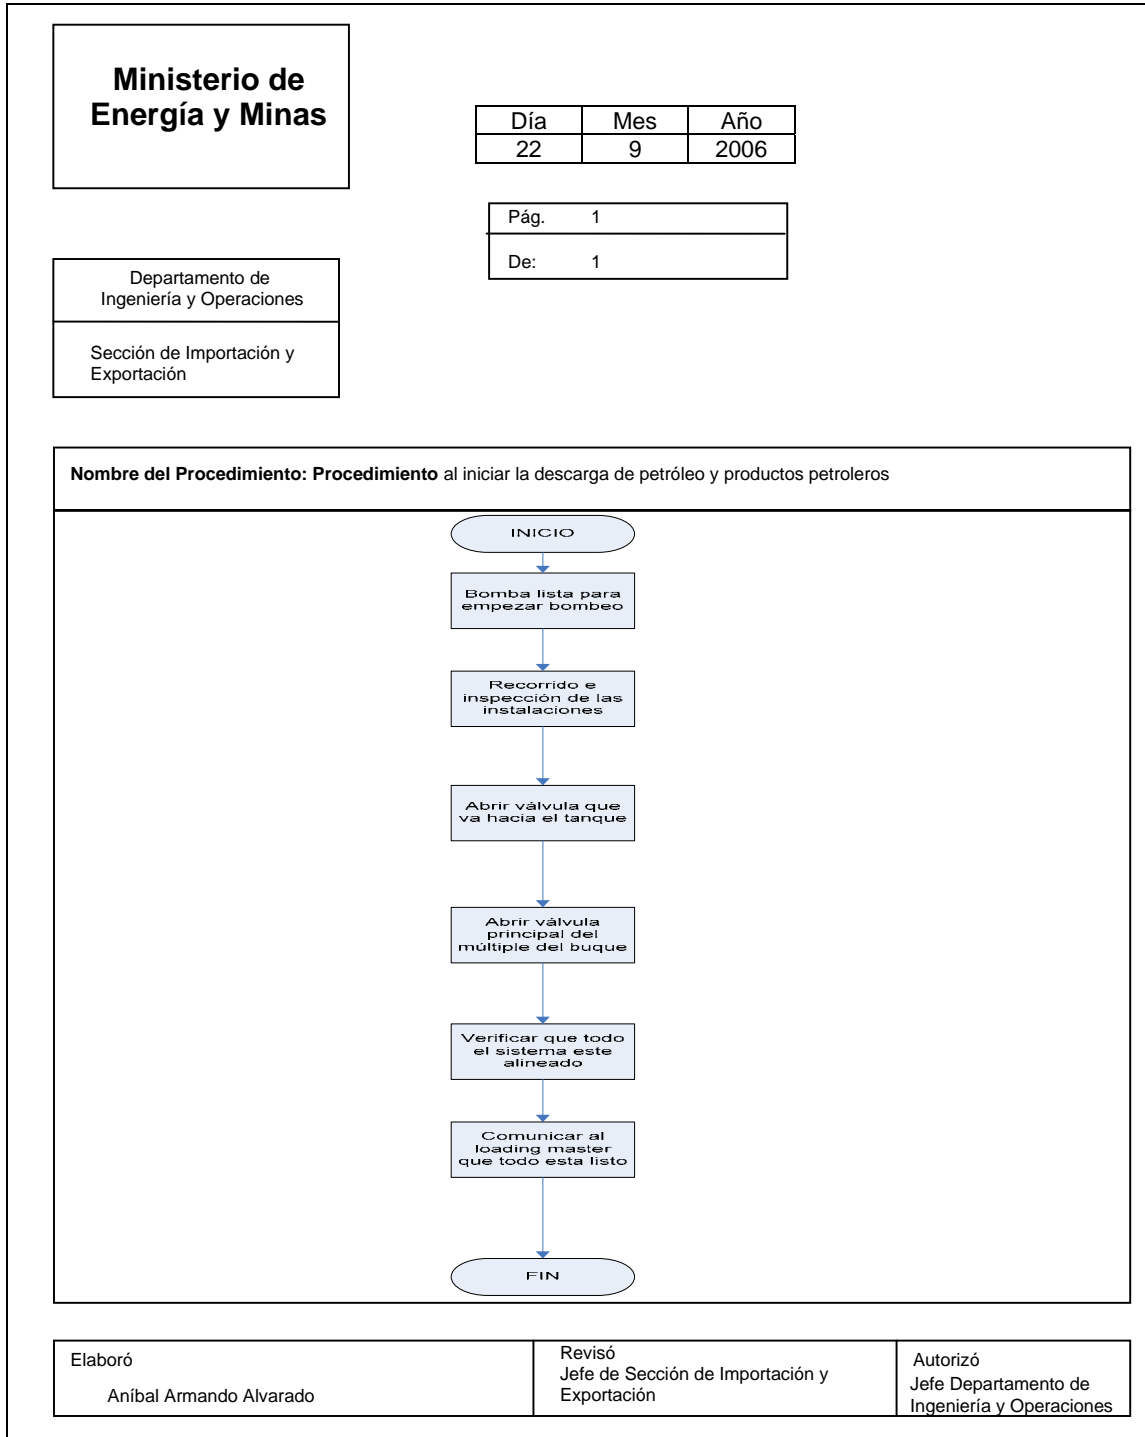 Ministerio de
Energía y Minas
Día Mes Año
22 9 2006
Pág. 1
De: 1
Departamento de
Ingeniería y Operaciones
Sección de Importación y
Exportación
Nombre del Procedimiento: Procedimiento al iniciar la descarga de petróleo y productos petroleros
INICIO
Bomba lista para
empezar bombeo
Recorrido e
inspección de las
instalaciones
Abrir válvula que
va hacia el tanque
Abrir válvula
principal del
múltiple del buque
Verificar que todo
el sistema este
alineado
Comunicar al
loading master
que todo esta listo
FIN
Elaboró
Aníbal Armando Alvarado
Revisó
Jefe de Sección de Importación y
Exportación
Autorizó
Jefe Departamento de
Ingeniería y Operaciones